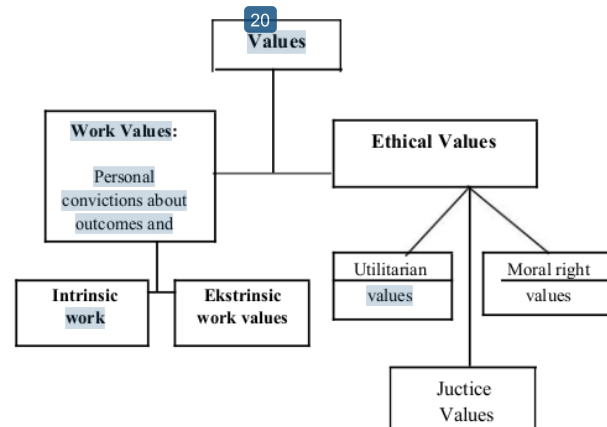 20
Values
Work Values:
Personal
convictions about
outcomes and
Ethical Values
Intrinsic
work
Ekstrinsic
work values
Utilitarian
values
Moral right
values
Juctice
Values